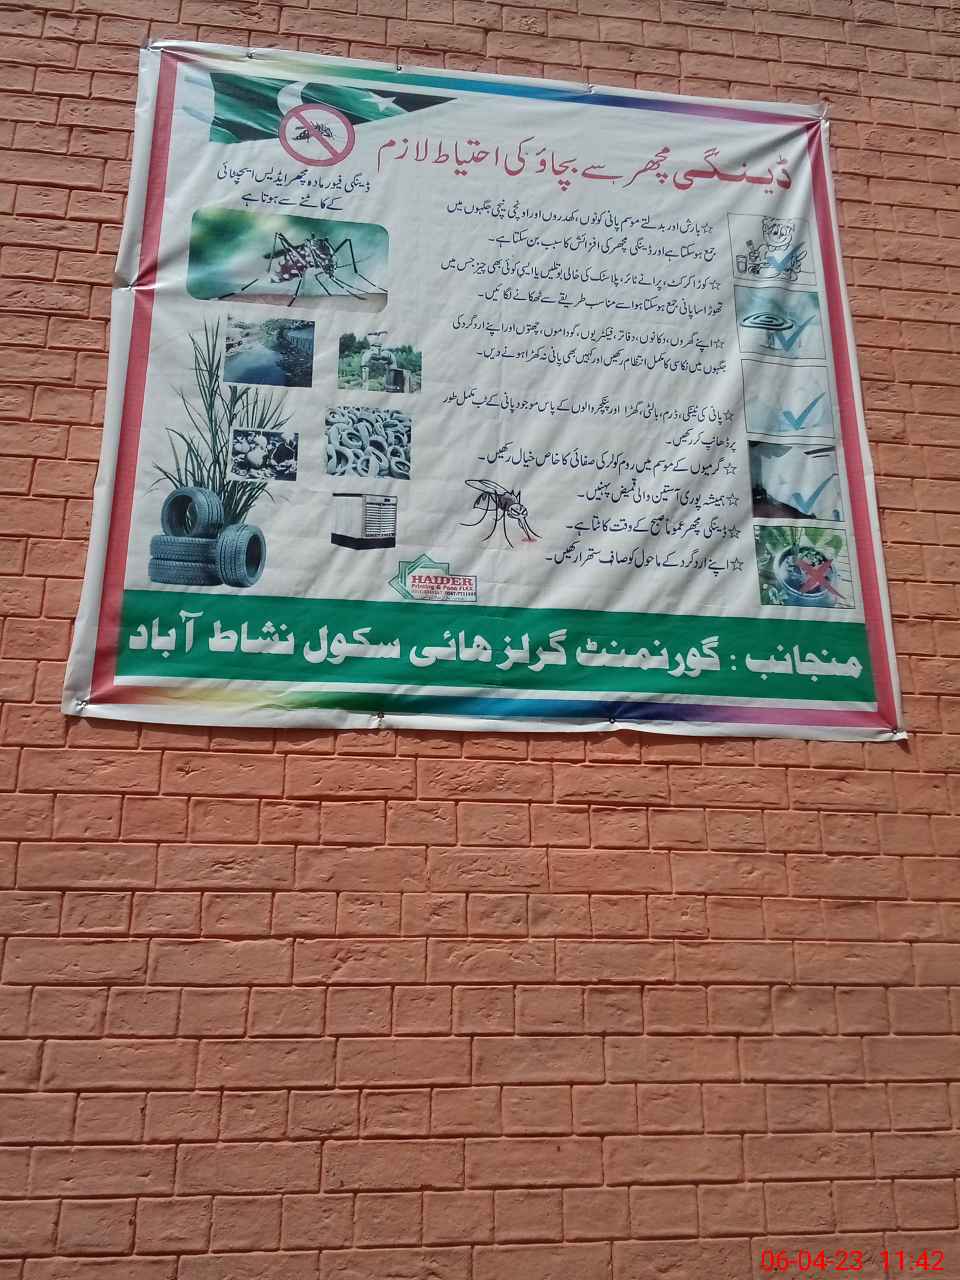 ڈینگی مچھر سے بچاؤ کی احتیاط لازم
ڈینگی فیور مادہ مچھر ایڈیس ایجپٹائی
کے کاٹنے سے ہوتا ہے
☆ بارش اور بدلتے موسم پانی کونوں، کھدروں اور اونچی نیچی جگہوں میں
جمع ہو سکتا ہے اور ڈینگی مچھر کی افزائش کا سبب بن سکتا ہے۔
☆ کوڑا کرکٹ، پرانے ٹائر، پلاسٹک کی خالی بوتلیں یا ایسی کوئی بھی چیز جس میں
تھوڑا سا پانی جمع ہو سکتا ہو اسے مناسب طریقے سے ٹھکانے لگائیں۔
☆ اپنے گھروں، دکانوں، دفاتر، فیکٹریوں، گوداموں، چھتوں اور اپنے ارد گرد کی
جگہوں میں نکاسی کا مکمل انتظام رکھیں اور کہیں بھی پانی نہ کھڑا ہونے دیں۔
☆ پانی کی ٹینکی، ڈرم، بالٹی، گھڑا اور پنکچر والوں کے پاس موجود پانی کے ٹب مکمل طور
پر ڈھانپ کر رکھیں۔
☆ گرمیوں کے موسم میں روم کولر کی صفائی کا خاص خیال رکھیں۔
☆ ہمیشہ پوری آستین والی قمیض پہنیں۔
☆ ڈینگی مچھر عموماً صبح کے وقت کاٹتا ہے۔
☆ اپنے ارد گرد کے ماحول کو صاف ستھرا رکھیں۔
HAIDER
Printing & Pana FLEX
منجانب : گورنمنٹ گرلز ھائی سکول نشاط آباد
06-04-23 11:42